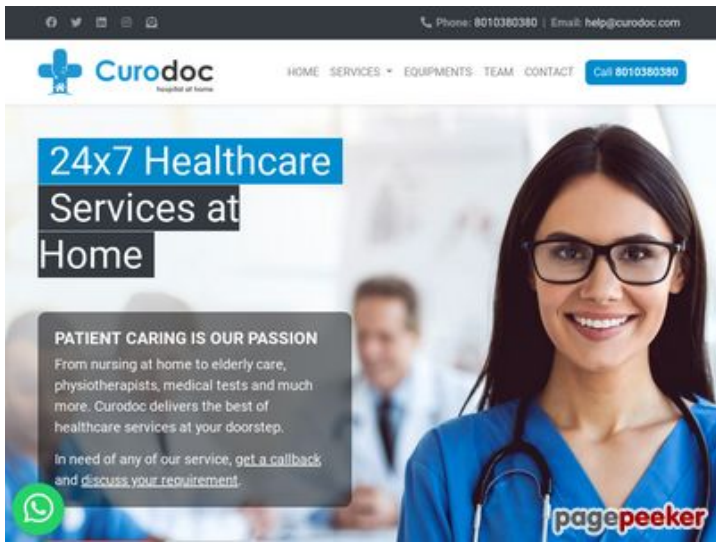 Phone: 8010380380 | Email: help@curodoc.com
Curodoc
hospital at home
HOME SERVICES EQUIPMENTS TEAM CONTACT Call 8010380380
24x7 Healthcare
Services at
Home
PATIENT CARING IS OUR PASSION
From nursing at home to elderly care,
physiotherapists, medical tests and much
more. Curodoc delivers the best of
healthcare services at your doorstep.
In need of any of our service, get a callback
and discuss your requirement.
pagepeeker